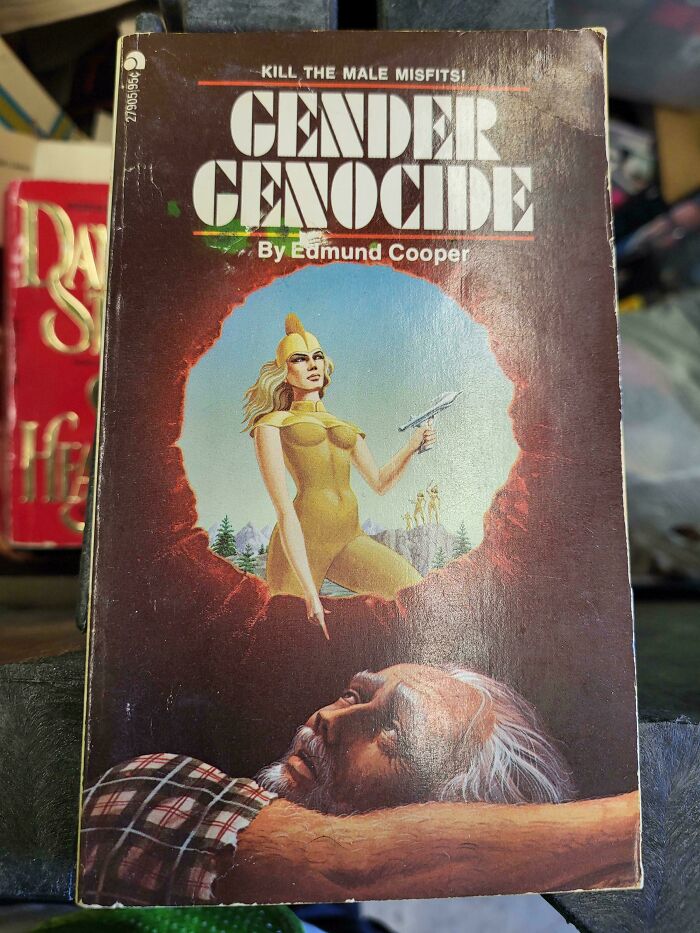 27905 95¢
KILL THE MALE MISFITS!
GENDER
GENOCIDE
By Edmund Cooper